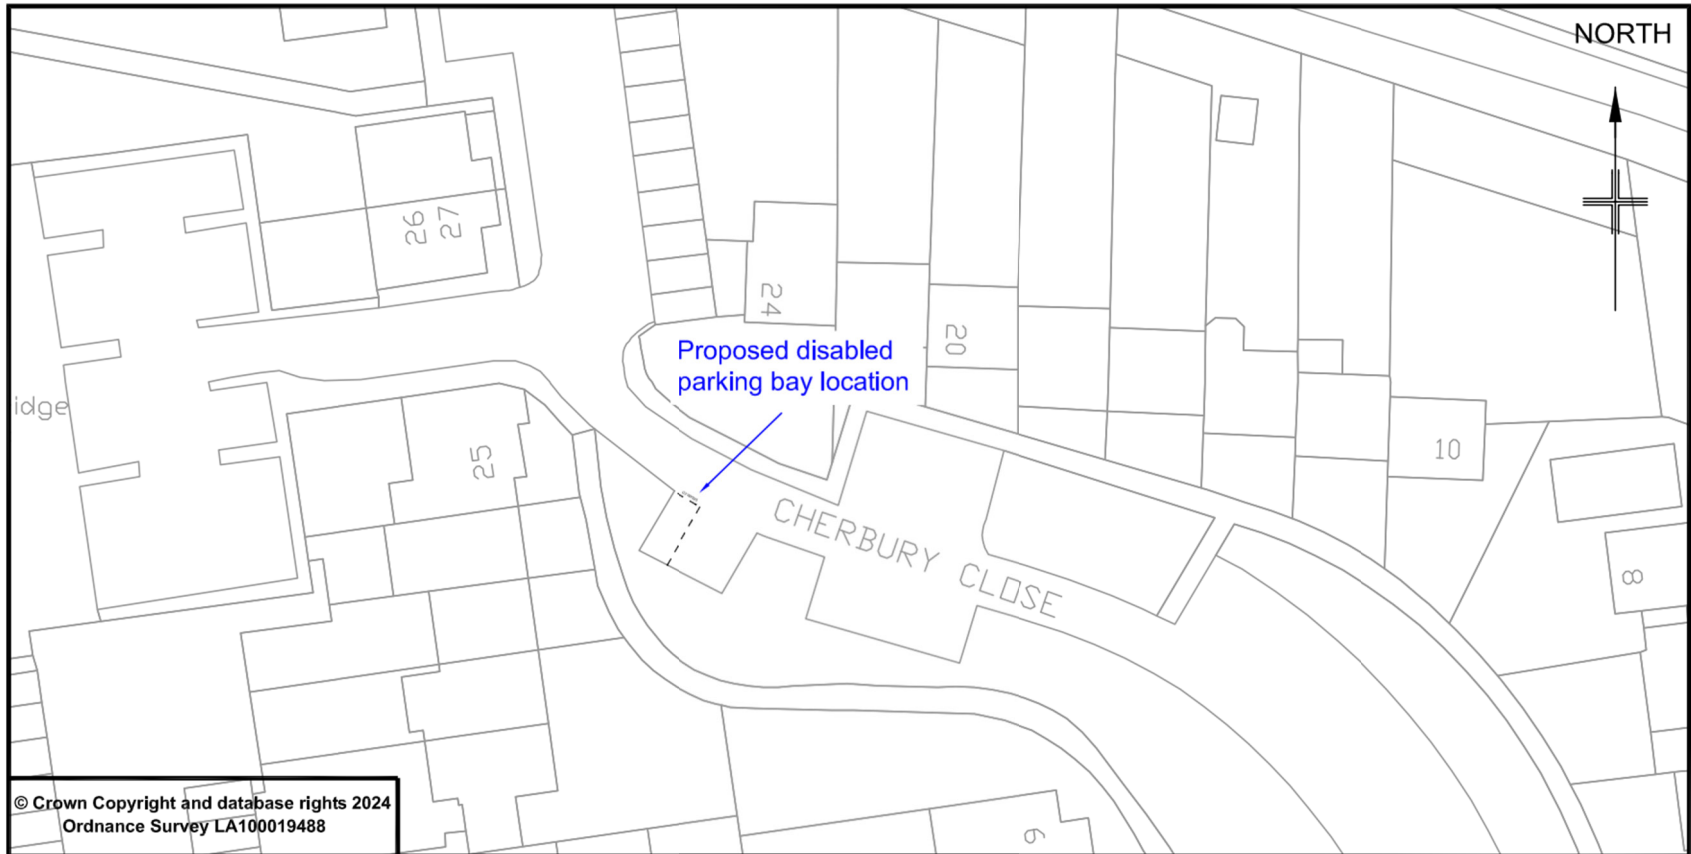 NORTH
26
27
24
20
Proposed disabled
parking bay location
idge
25
10
CHERBURY CLOSE
8
© Crown Copyright and database rights 2024
Ordnance Survey LA100019488
6